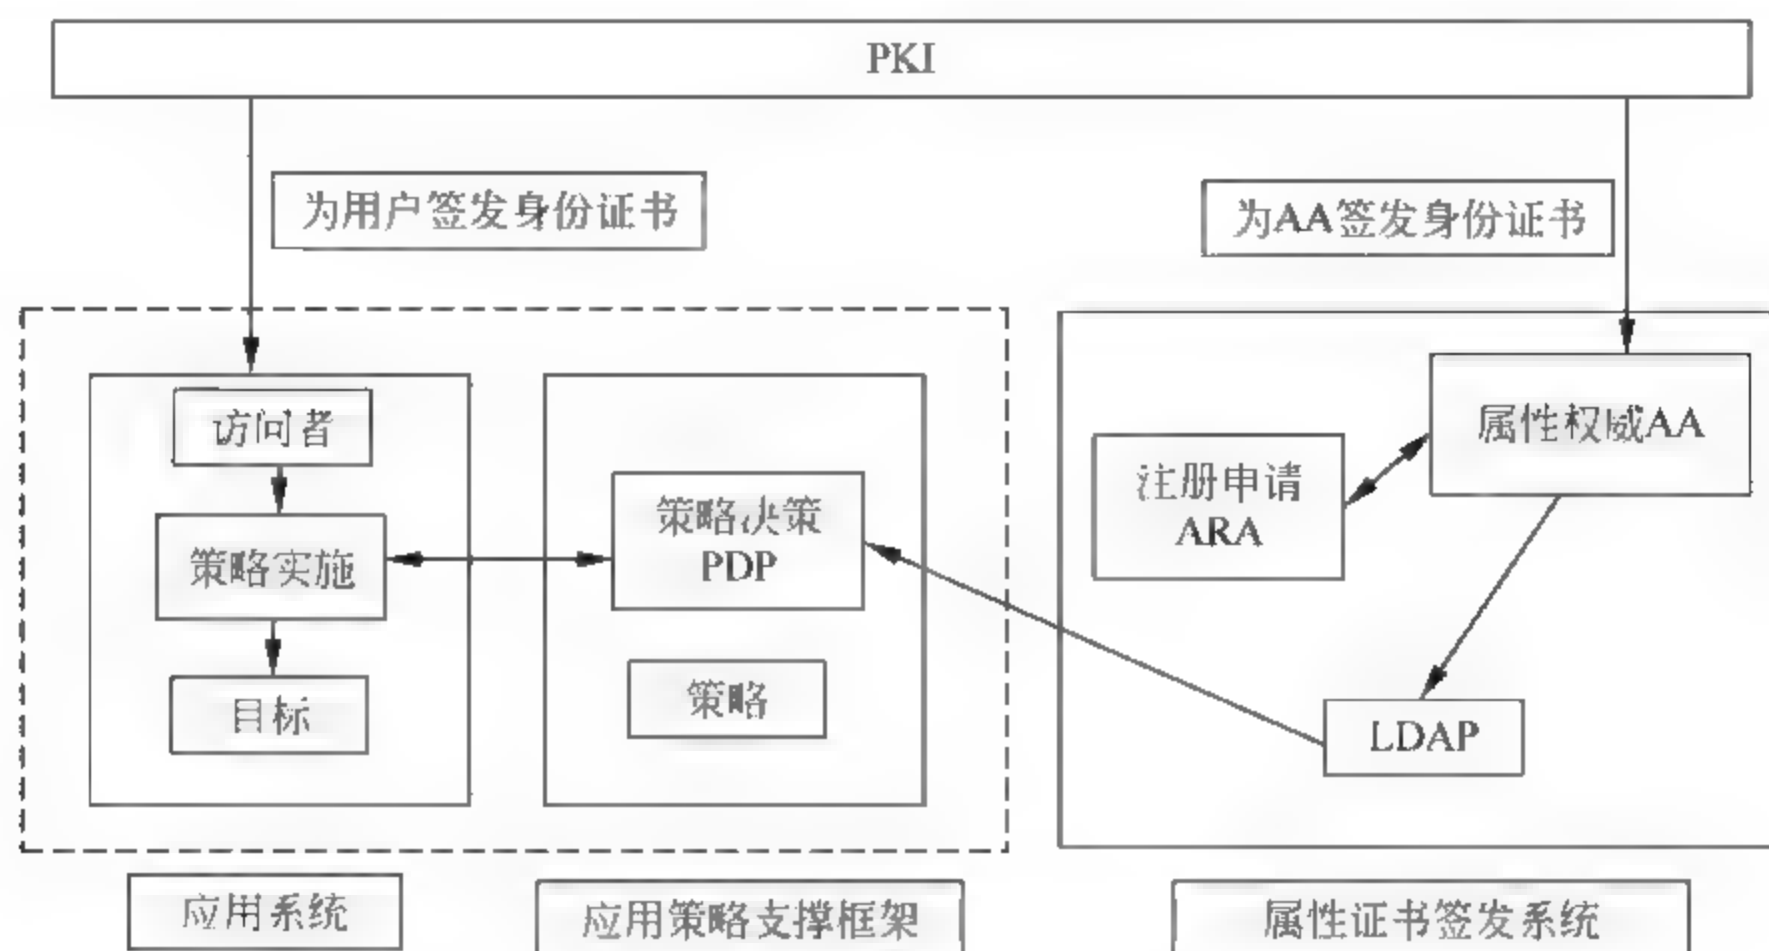 PKI
为用户签发身份证书
为AA签发身份证书
访问者
策略实施
目标
策略决策
PDP
策略
注册申请
ARA
属性权威AA
LDAP
应用系统
应用策略支撑框架
属性证书签发系统